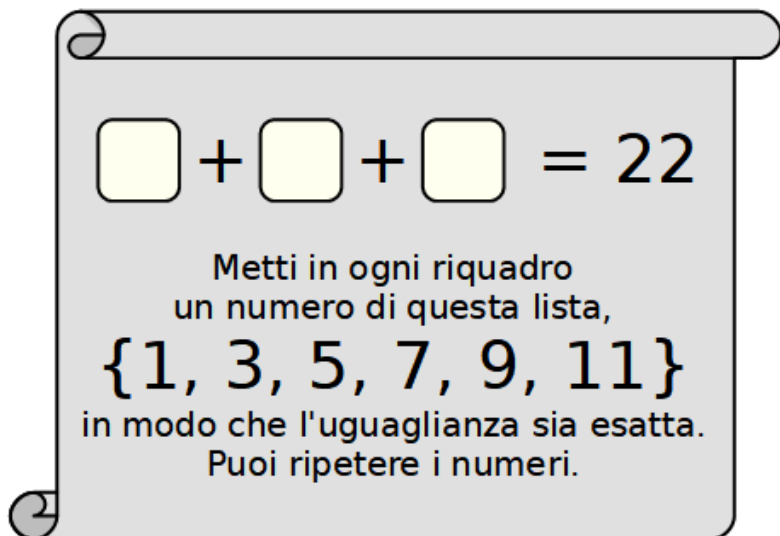 + + = 22
Metti in ogni riquadro
un numero di questa lista,
{1, 3, 5, 7, 9, 11}
in modo che l'uguaglianza sia esatta.
Puoi ripetere i numeri.